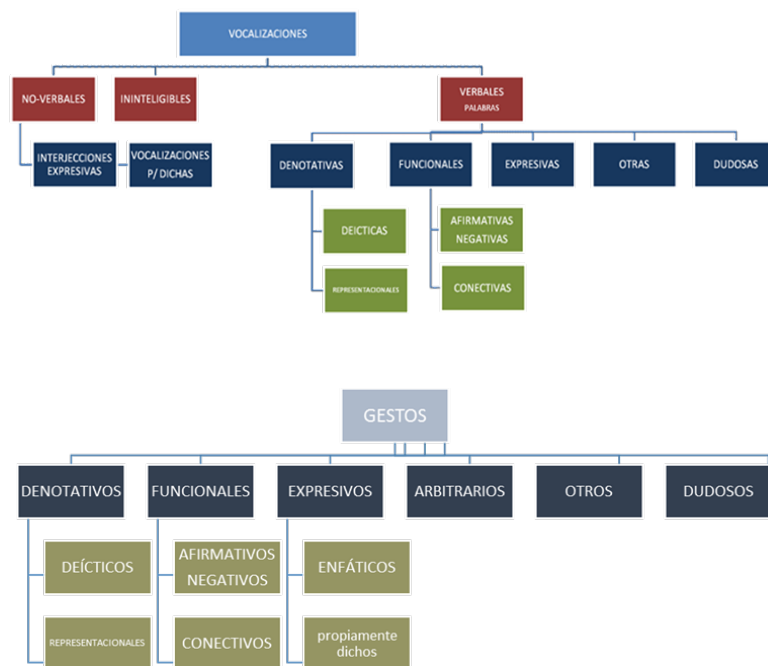 VOCALIZACIONES
NO-VERBALES
ININTELIGIBLES
VERBALES
PALABRAS
INTERJECCIONES
EXPRESIVAS
VOCALIZACIONES
P/ DICHAS
DENOTATIVAS
FUNCIONALES
EXPRESIVAS
OTRAS
DUDOSAS
DEICTICAS
AFIRMATIVAS
NEGATIVAS
REPRESENTACIONALES
CONECTIVAS
GESTOS
DENOTATIVOS
FUNCIONALES
EXPRESIVOS
ARBITRARIOS
OTROS
DUDOSOS
DEÍCTICOS
AFIRMATIVOS
NEGATIVOS
ENFÁTICOS
REPRESENTACIONALES
CONECTIVOS
propiamente
dichos